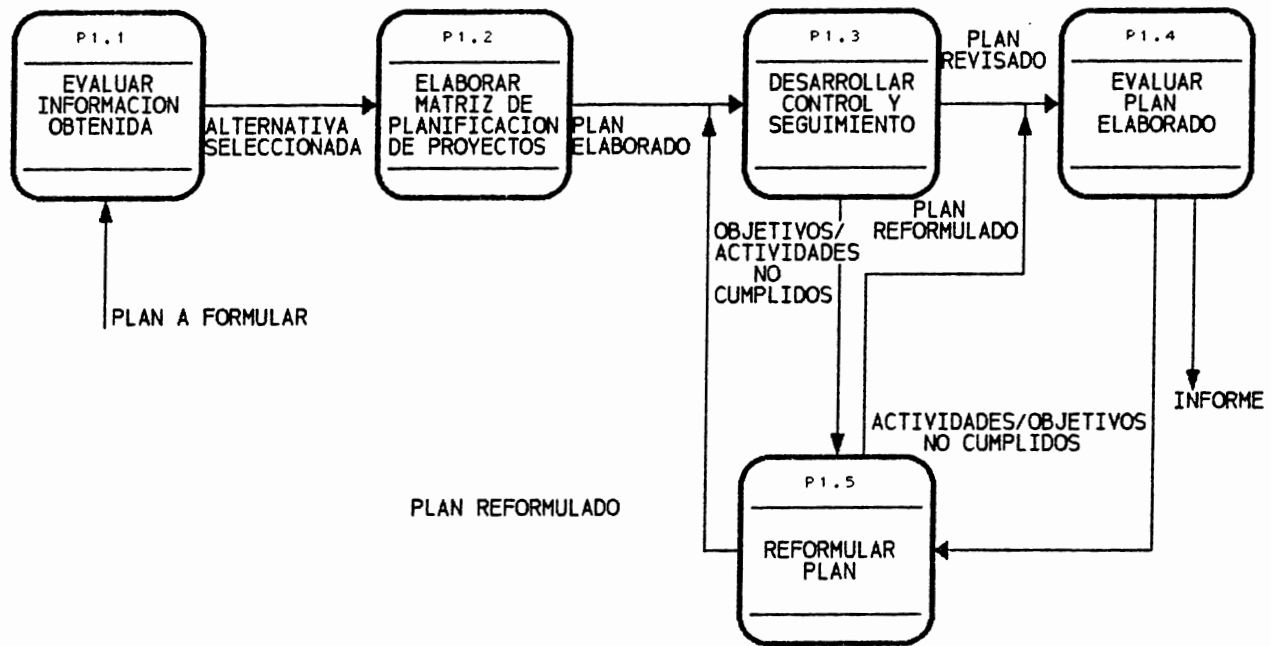 P1.1
EVALUAR
INFORMACION
OBTENIDA
ALTERNATIVA
SELECCIONADA
P1.2
ELABORAR
MATRIZ DE
PLANIFICACION
DE PROYECTOS
PLAN
ELABORADO
P1.3
DESARROLLAR
CONTROL Y
SEGUIMIENTO
PLAN
REVISADO
P1.4
EVALUAR
PLAN
ELABORADO
PLAN
REFORMULADO
OBJETIVOS/
ACTIVIDADES
NO
CUMPLIDOS
PLAN A FORMULAR
INFORME
ACTIVIDADES/OBJETIVOS
NO CUMPLIDOS
PLAN REFORMULADO
P1.5
REFORMULAR
PLAN